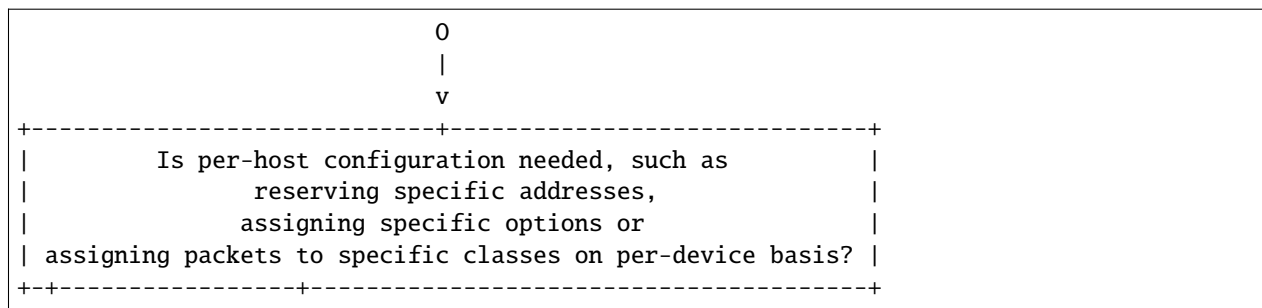 O
                              |
                              v
+-----------------------------+------------------------------+
|         Is per-host configuration needed, such as          |
|                reserving specific addresses,               |
|               assigning specific options or                |
| assigning packets to specific classes on per-device basis? |
+-+-----------------+----------------------------------------+